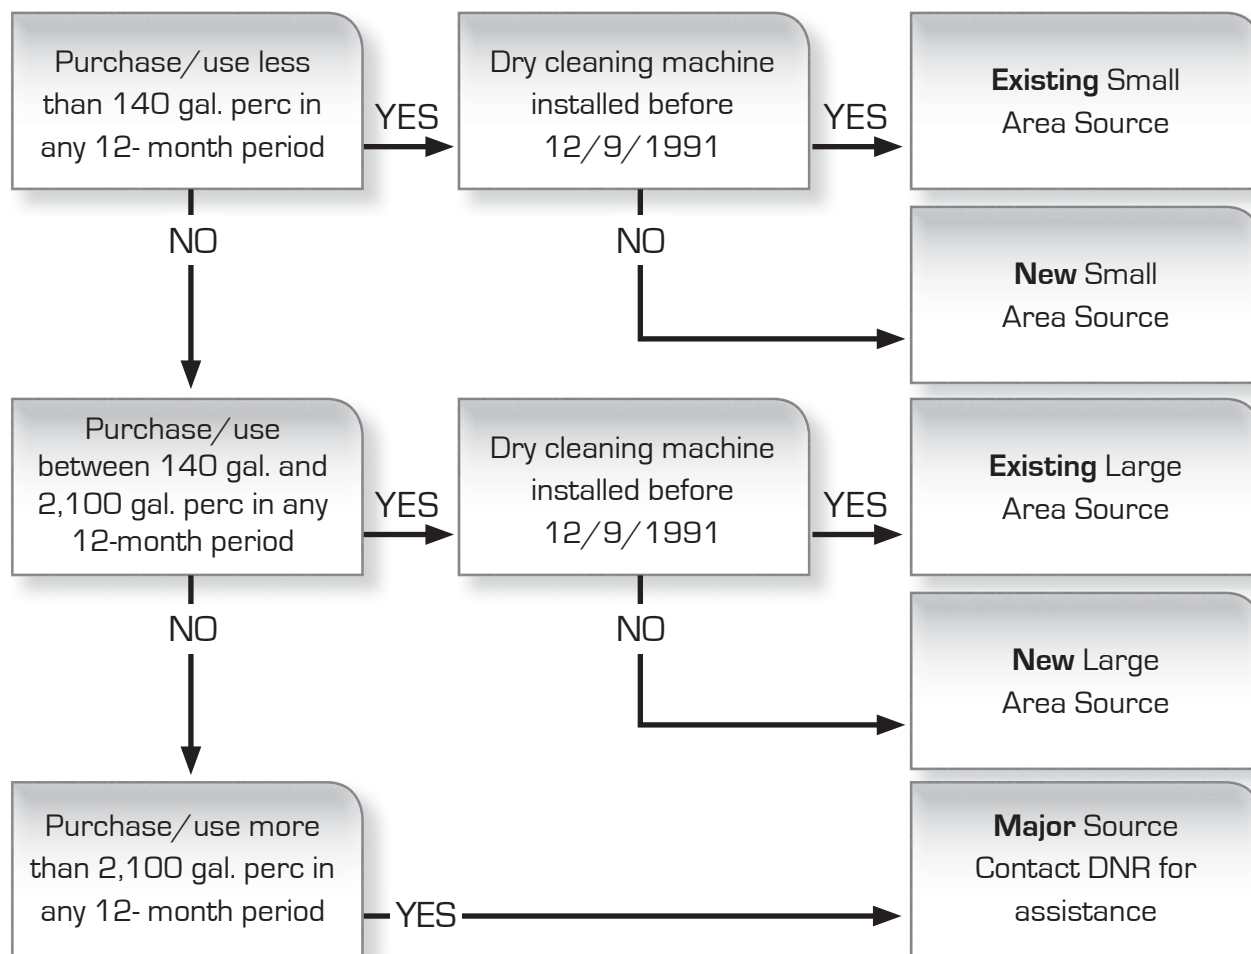 Purchase/use less
than 140 gal. perc in
any 12- month period
YES
Dry cleaning machine
installed before
12/9/1991
YES
Existing Small
Area Source
NO
NO
New Small
Area Source
Purchase/use
between 140 gal. and
2,100 gal. perc in any
12-month period
YES
Dry cleaning machine
installed before
12/9/1991
YES
Existing Large
Area Source
NO
NO
New Large
Area Source
Purchase/use more
than 2,100 gal. perc in
any 12- month period
YES
Major Source
Contact DNR for
assistance